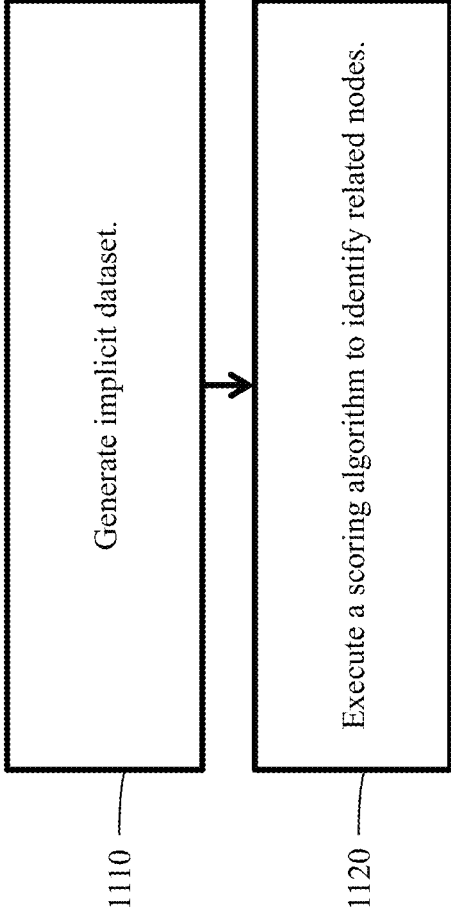 1110
Generate implicit dataset.
1120
Execute a scoring algorithm to identify related nodes.